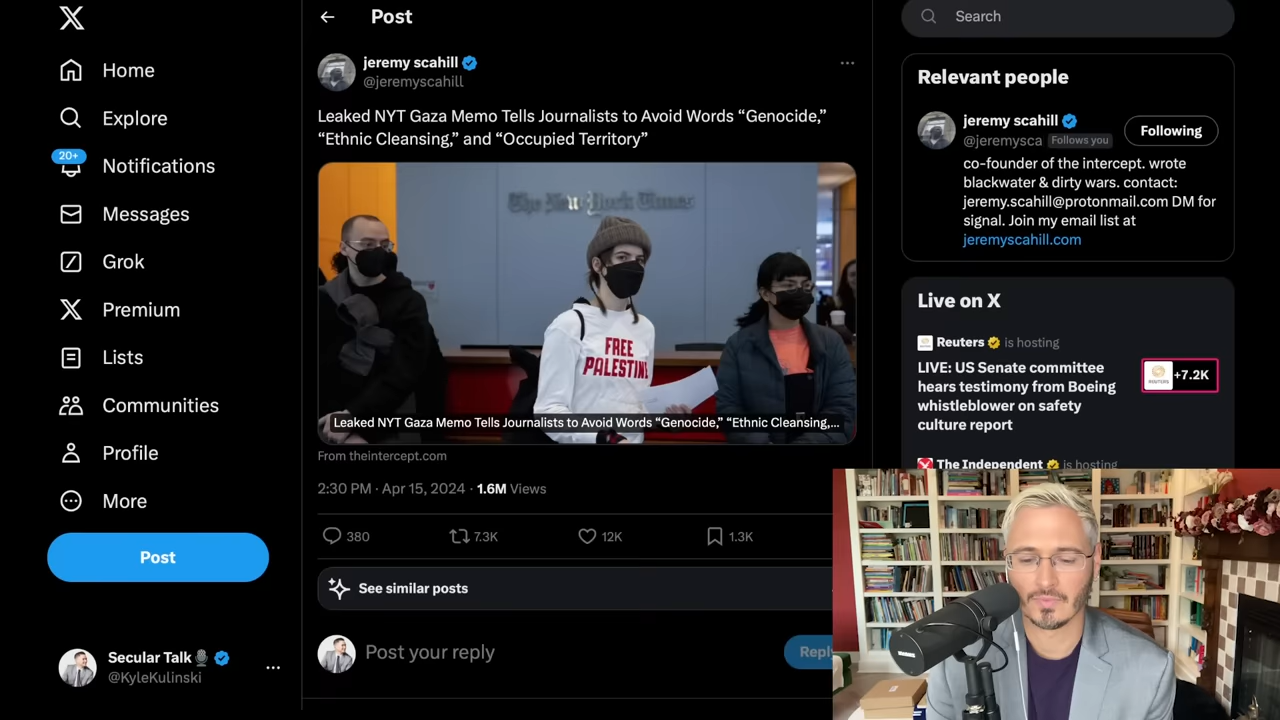 Home
Explore
20+
Notifications
Messages
Grok
Premium
Lists
Communities
Profile
More
Post
Secular Talk
@KyleKulinski
Post
jeremy scahill
@jeremyscahill
Leaked NYT Gaza Memo Tells Journalists to Avoid Words “Genocide,”
“Ethnic Cleansing,” and “Occupied Territory”
The New York Times
FREE
PALESTINE
Leaked NYT Gaza Memo Tells Journalists to Avoid Words “Genocide,” “Ethnic Cleansing,...
From theintercept.com
2:30 PM · Apr 15, 2024 · 1.6M Views
380 7.3K 12K 1.3K
See similar posts
Post your reply
Reply
Search
Relevant people
jeremy scahill
@jeremysca Follows you
Following
co-founder of the intercept. wrote
blackwater & dirty wars. contact:
jeremy.scahill@protonmail.com DM for
signal. Join my email list at
jeremyscahill.com
Live on X
Reuters is hosting
LIVE: US Senate committee
hears testimony from Boeing
whistleblower on safety
culture report
REUTERS
+7.2K
The Independent is hosting